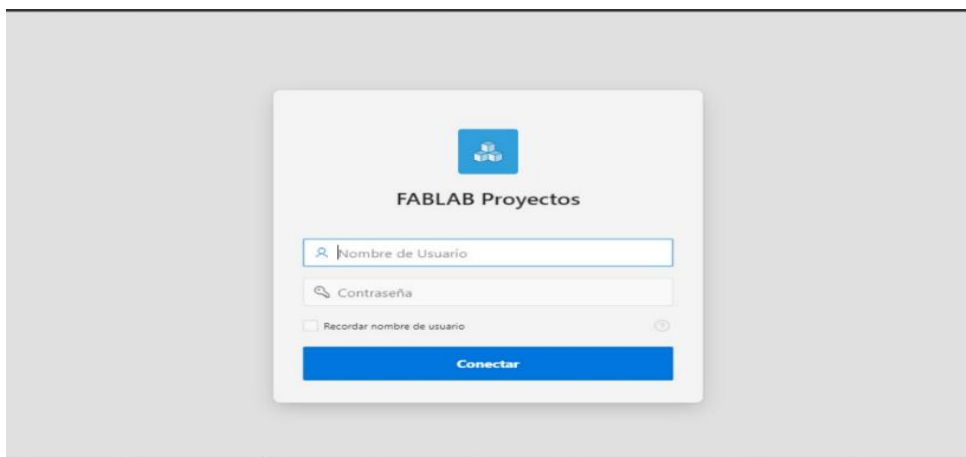 FABLAB Proyectos
Nombre de Usuario
Contraseña
Recordar nombre de usuario
Conectar